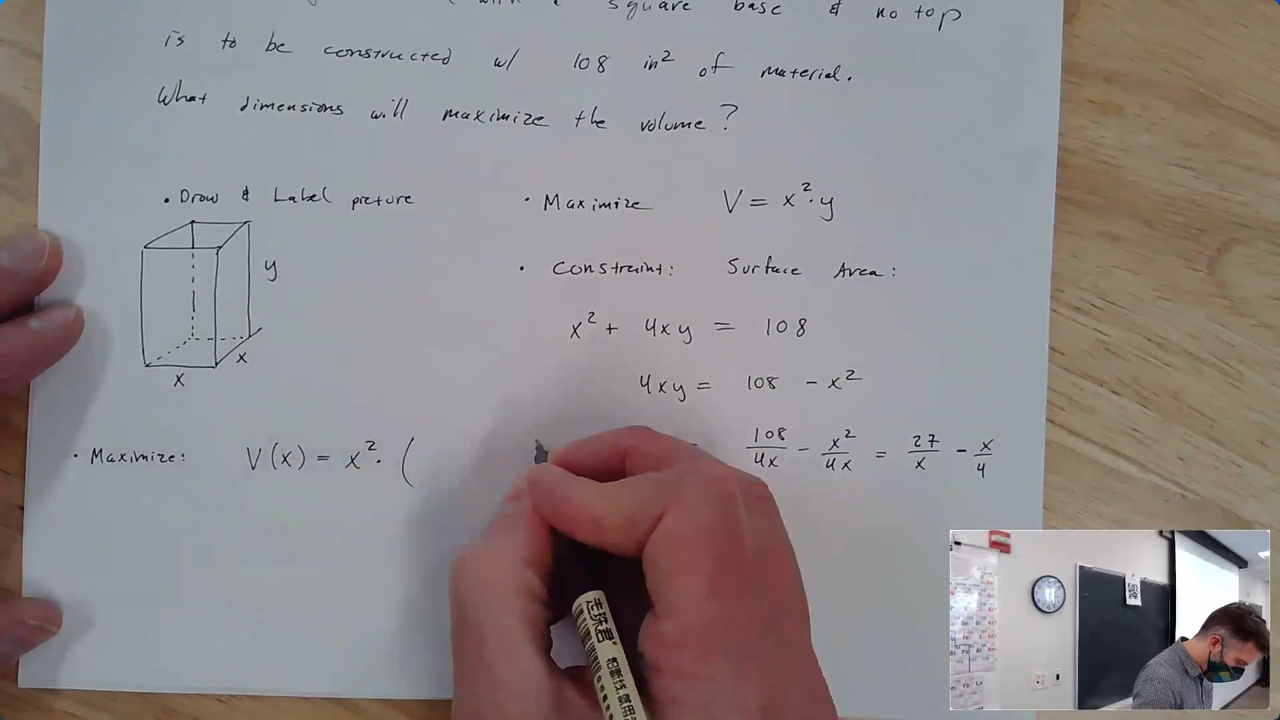 with a square base & no top
is to be constructed w/ 108 in² of material.
What dimensions will maximize the volume?
• Draw & Label picture
y
x
x
• Maximize V = x²·y
• Constraint: Surface Area:
x² + 4xy = 108
4xy = 108 - x²
108/4x - x²/4x = 27/x - x/4
• Maximize: V(x) = x²·(